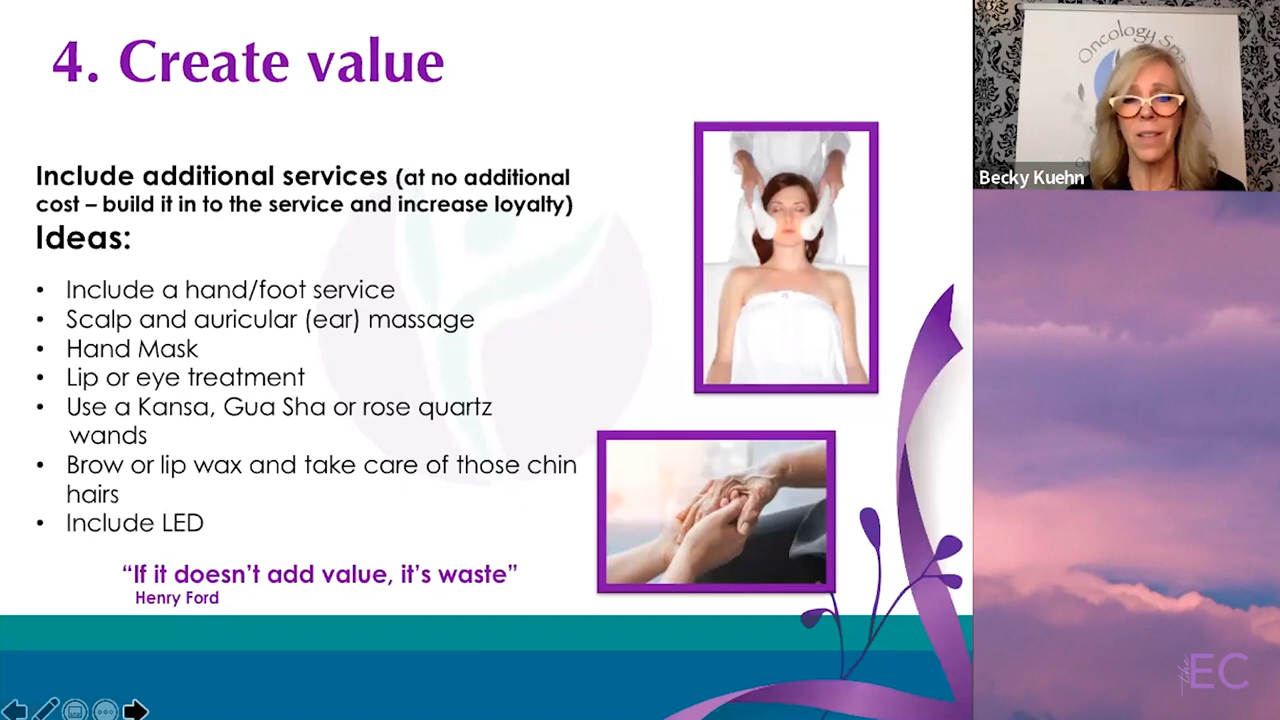 4. Create value
Include additional services (at no additional
cost – build it in to the service and increase loyalty)
Ideas:
• Include a hand/foot service
• Scalp and auricular (ear) massage
• Hand Mask
• Lip or eye treatment
• Use a Kansa, Gua Sha or rose quartz
wands
• Brow or lip wax and take care of those chin
hairs
• Include LED
“If it doesn’t add value, it’s waste”
Henry Ford
Oncology Spa
Becky Kuehn
the EC